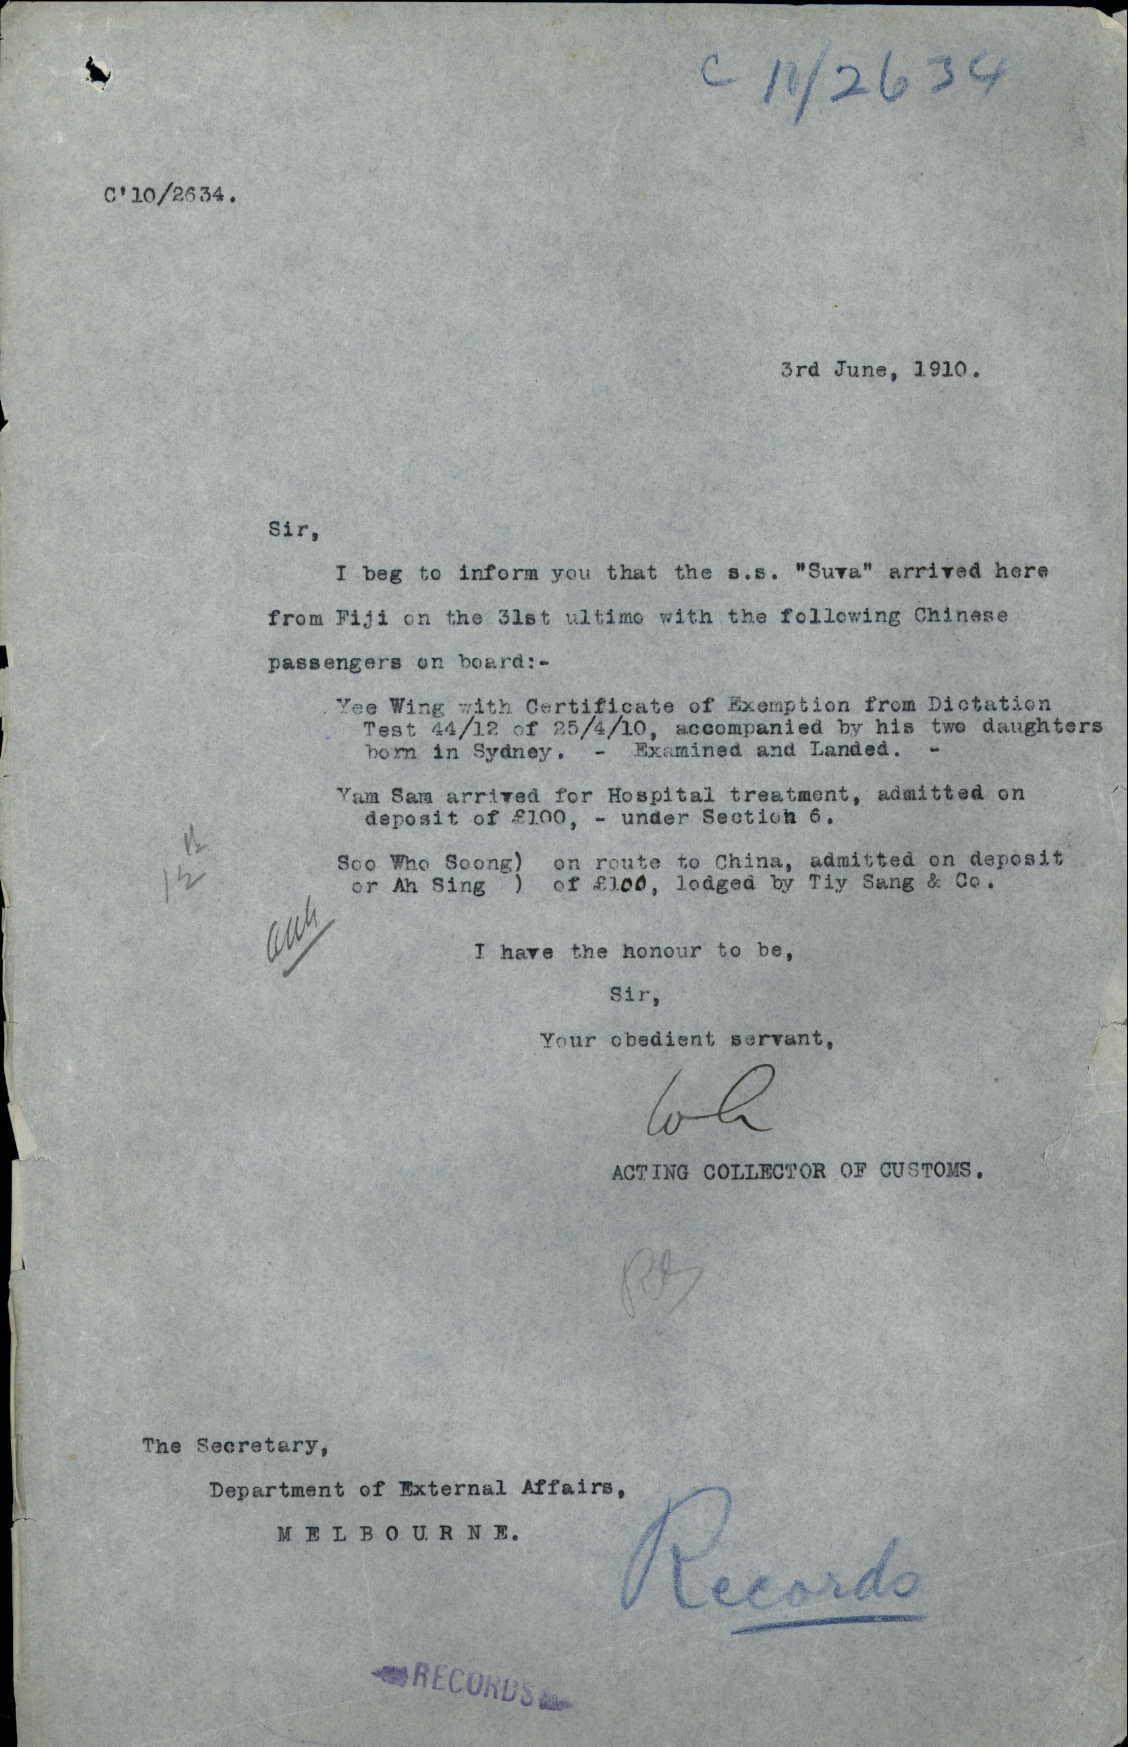 C 10/2634
C'10/2634.
3rd June, 1910.
Sir,
I beg to inform you that the s.s. "Suva" arrived here
from Fiji on the 31st ultimo with the following Chinese
passengers on board:-
Yee Wing with Certificate of Exemption from Dictation
Test 44/12 of 25/4/10, accompanied by his two daughters
born in Sydney. - Examined and Landed. -
Yam Sam arrived for Hospital treatment, admitted on
deposit of £100, - under Section 6.
Soo Who Soong) on route to China, admitted on deposit
or Ah Sing ) of £100, lodged by Tiy Sang & Co.
I have the honour to be,
Sir,
Your obedient servant,
ACTING COLLECTOR OF CUSTOMS.
The Secretary,
Department of External Affairs,
MELBOURNE.
Records
RECORDS